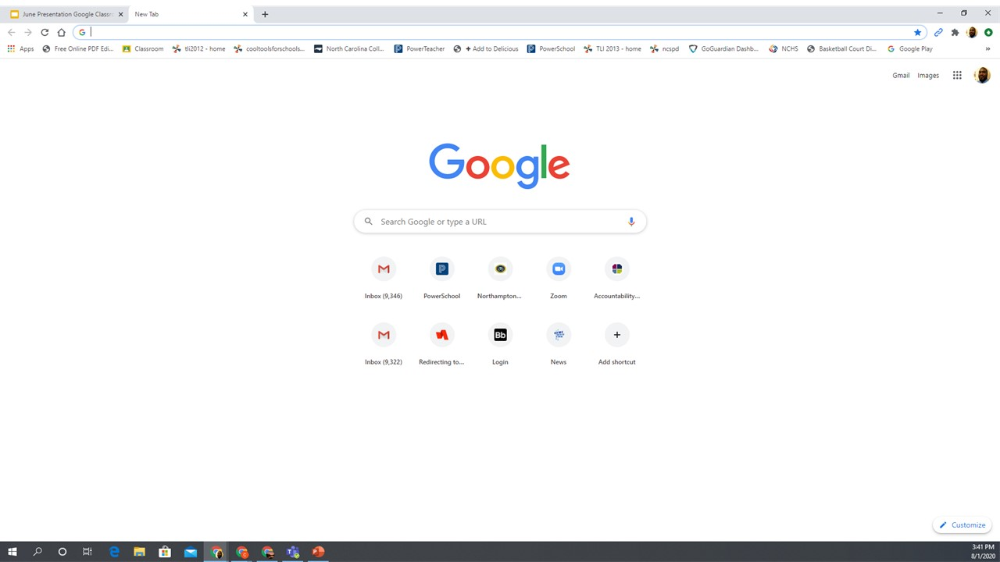 June Presentation Google Classr
New Tab
Apps Free Online PDF Edi... Classroom tli2012 - home cooltoolsforschools... North Carolina Coll... PowerTeacher + Add to Delicious PowerSchool TLI 2013 - home ncspd GoGuardian Dashb... NCHS Basketball Court Di... Google Play »
Gmail Images
Google
Search Google or type a URL
Inbox (9,346) PowerSchool Northampton... Zoom Accountability...
Bb
Inbox (9,322) Redirecting to... Login News Add shortcut
Customize
3:41 PM
8/1/2020